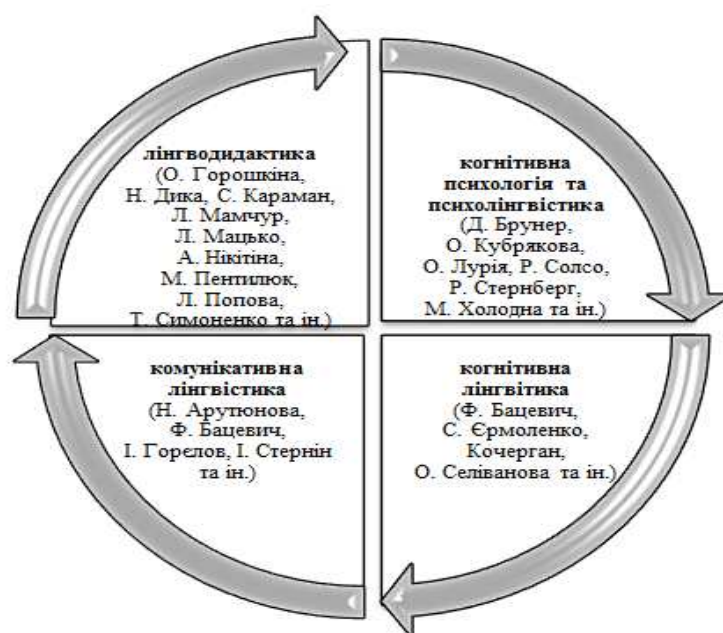 лінгводидактика
(О. Горошкіна,
Н. Дика, С. Караман,
Л. Мамчур,
Л. Мацько,
А. Нікітіна,
М. Пентилюк,
Л. Попова,
Т. Симоненко та ін.)
когнітивна
психологія та
психолінгвістика
(Д. Брунер,
О. Кубрякова,
О. Лурія, Р. Солсо,
Р. Стернберг,
М. Холодна та ін.)
комунікативна
лінгвістика
(Н. Арутюнова,
Ф. Бацевич,
І. Горєлов, І. Стернін
та ін.)
когнітивна
лінгвітика
(Ф. Бацевич,
С. Єрмоленко,
Кочерган,
О. Селіванова та ін.)